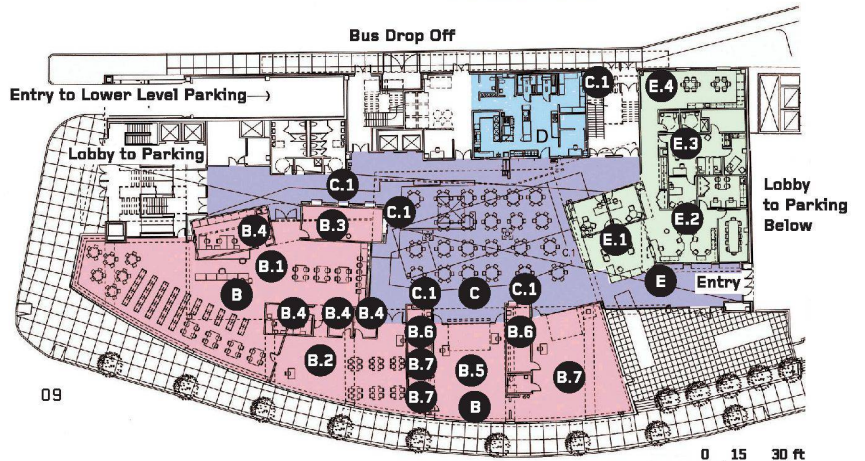 Bus Drop Off
C.1
E.4
Entry to Lower Level Parking→
D
E.3
Lobby to Parking
C.1
Lobby
to Parking
Below
B.4
B.3
C.1
E.1
E.2
B.1
E
Entry
B
C.1
C
C.1
B.4
B.4
B.4
B.6
B.6
B.2
B.7
B.5
B.7
09
B.7
B
0 15 30 ft